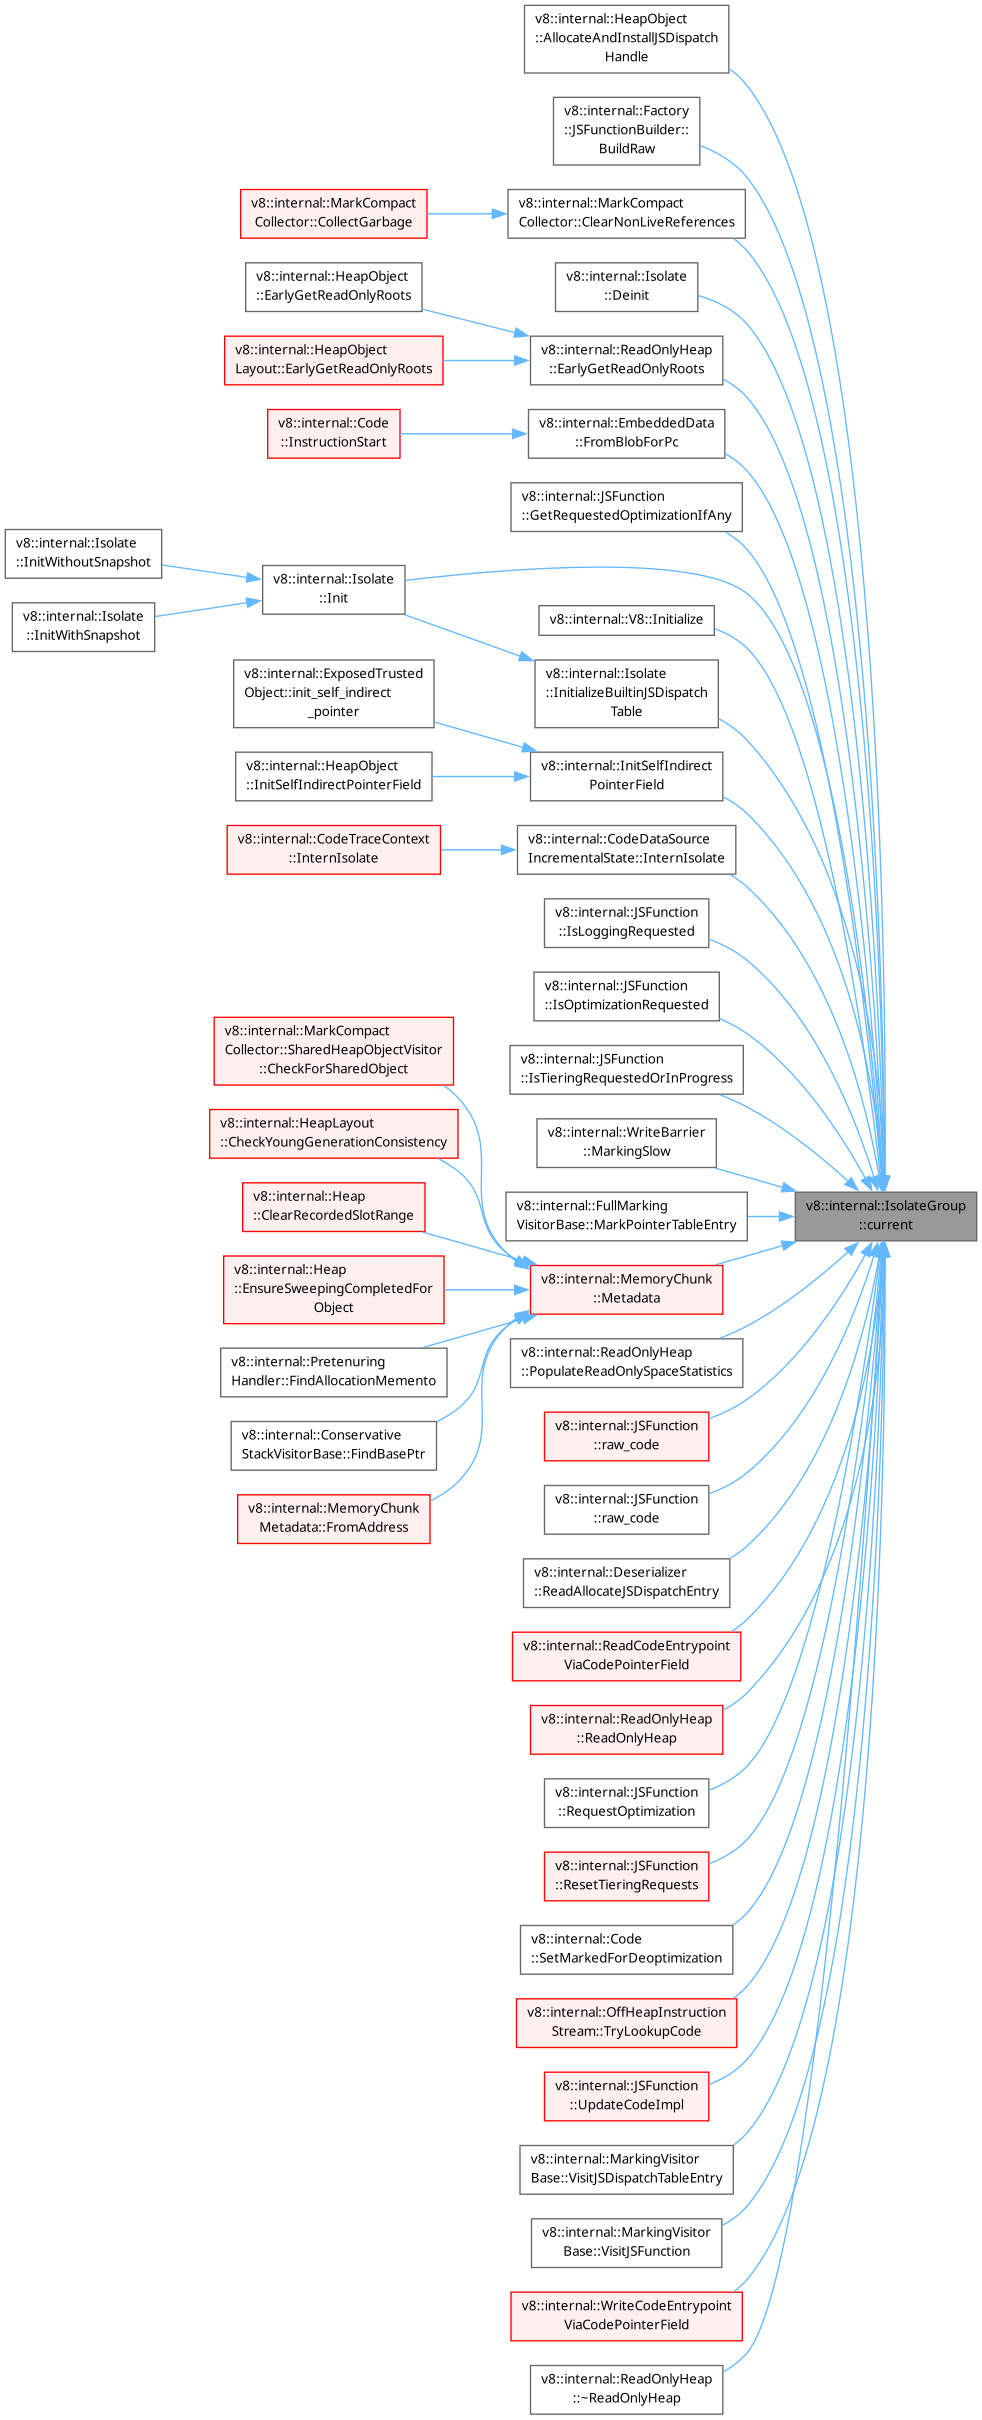 v8::internal::HeapObject
::AllocateAndInstallJSDispatch
Handle
v8::internal::Factory
::JSFunctionBuilder::
BuildRaw
v8::internal::MarkCompact
Collector::CollectGarbage
v8::internal::MarkCompact
Collector::ClearNonLiveReferences
v8::internal::HeapObject
::EarlyGetReadOnlyRoots
v8::internal::Isolate
::Deinit
v8::internal::HeapObject
Layout::EarlyGetReadOnlyRoots
v8::internal::ReadOnlyHeap
::EarlyGetReadOnlyRoots
v8::internal::Code
::InstructionStart
v8::internal::EmbeddedData
::FromBlobForPc
v8::internal::JSFunction
::GetRequestedOptimizationIfAny
v8::internal::Isolate
::InitWithoutSnapshot
v8::internal::Isolate
::Init
v8::internal::Isolate
::InitWithSnapshot
v8::internal::V8::Initialize
v8::internal::ExposedTrusted
Object::init_self_indirect
_pointer
v8::internal::Isolate
::InitializeBuiltinJSDispatch
Table
v8::internal::HeapObject
::InitSelfIndirectPointerField
v8::internal::InitSelfIndirect
PointerField
v8::internal::CodeTraceContext
::InternIsolate
v8::internal::CodeDataSource
IncrementalState::InternIsolate
v8::internal::JSFunction
::IsLoggingRequested
v8::internal::JSFunction
::IsOptimizationRequested
v8::internal::MarkCompact
Collector::SharedHeapObjectVisitor
::CheckForSharedObject
v8::internal::JSFunction
::IsTieringRequestedOrInProgress
v8::internal::HeapLayout
::CheckYoungGenerationConsistency
v8::internal::WriteBarrier
::MarkingSlow
v8::internal::IsolateGroup
::current
v8::internal::Heap
::ClearRecordedSlotRange
v8::internal::FullMarking
VisitorBase::MarkPointerTableEntry
v8::internal::Heap
::EnsureSweepingCompletedFor
Object
v8::internal::MemoryChunk
::Metadata
v8::internal::Pretenuring
Handler::FindAllocationMemento
v8::internal::ReadOnlyHeap
::PopulateReadOnlySpaceStatistics
v8::internal::Conservative
StackVisitorBase::FindBasePtr
v8::internal::JSFunction
::raw_code
v8::internal::MemoryChunk
Metadata::FromAddress
v8::internal::JSFunction
::raw_code
v8::internal::Deserializer
::ReadAllocateJSDispatchEntry
v8::internal::ReadCodeEntrypoint
ViaCodePointerField
v8::internal::ReadOnlyHeap
::ReadOnlyHeap
v8::internal::JSFunction
::RequestOptimization
v8::internal::JSFunction
::ResetTieringRequests
v8::internal::Code
::SetMarkedForDeoptimization
v8::internal::OffHeapInstruction
Stream::TryLookupCode
v8::internal::JSFunction
::UpdateCodeImpl
v8::internal::MarkingVisitor
Base::VisitJSDispatchTableEntry
v8::internal::MarkingVisitor
Base::VisitJSFunction
v8::internal::WriteCodeEntrypoint
ViaCodePointerField
v8::internal::ReadOnlyHeap
::~ReadOnlyHeap